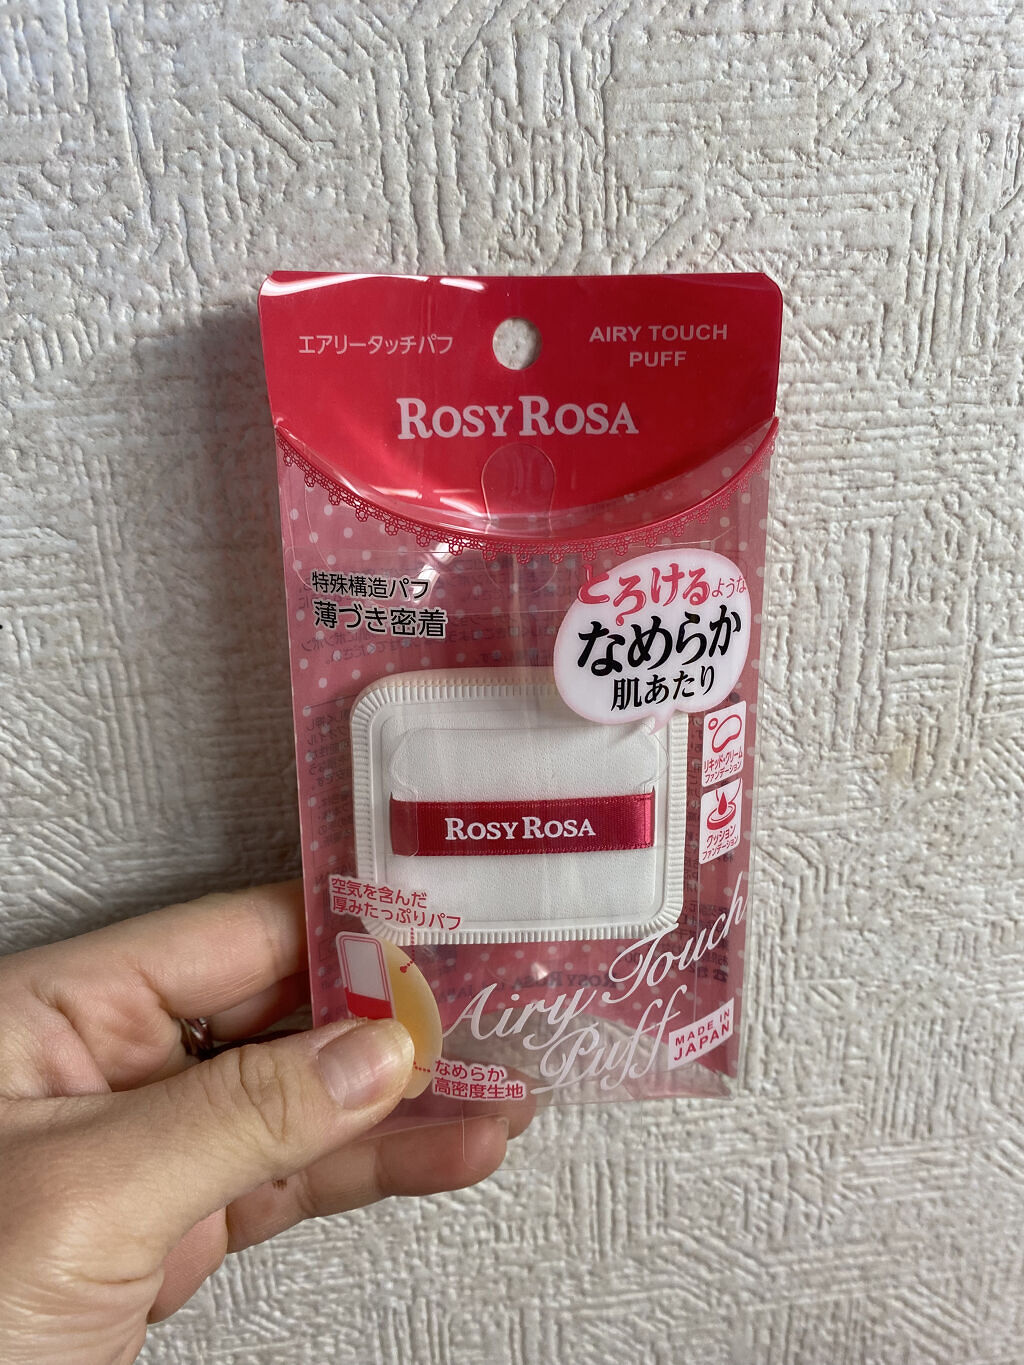 エアリータッチパフ
AIRY TOUCH
PUFF
ROSY ROSA
特殊構造パフ
薄づき密着
とろけるような
なめらか
肌あたり
リキッド・クリーム
ファンデーション
クッション
ファンデーション
ROSY ROSA
空気を含んだ
厚みたっぷりパフ
Airy Touch
Puff
MADE IN
JAPAN
なめらか
高密度生地